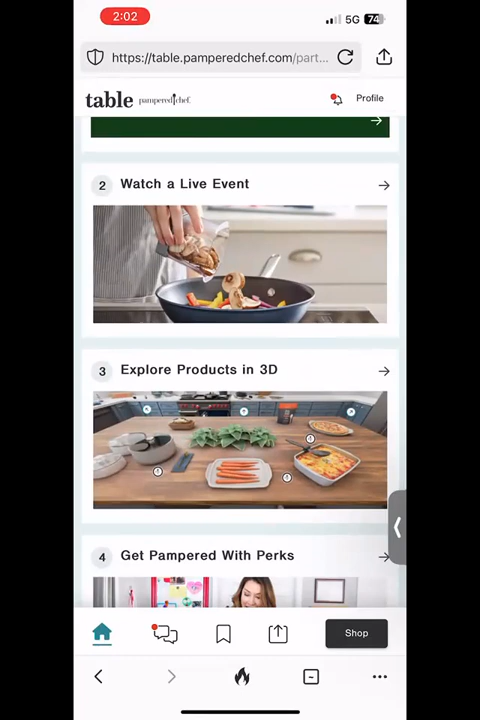 2:02
5G
74
https://table.pamperedchef.com/part...
table pampered chef.
Profile
2 Watch a Live Event
3 Explore Products in 3D
4 Get Pampered With Perks
Shop